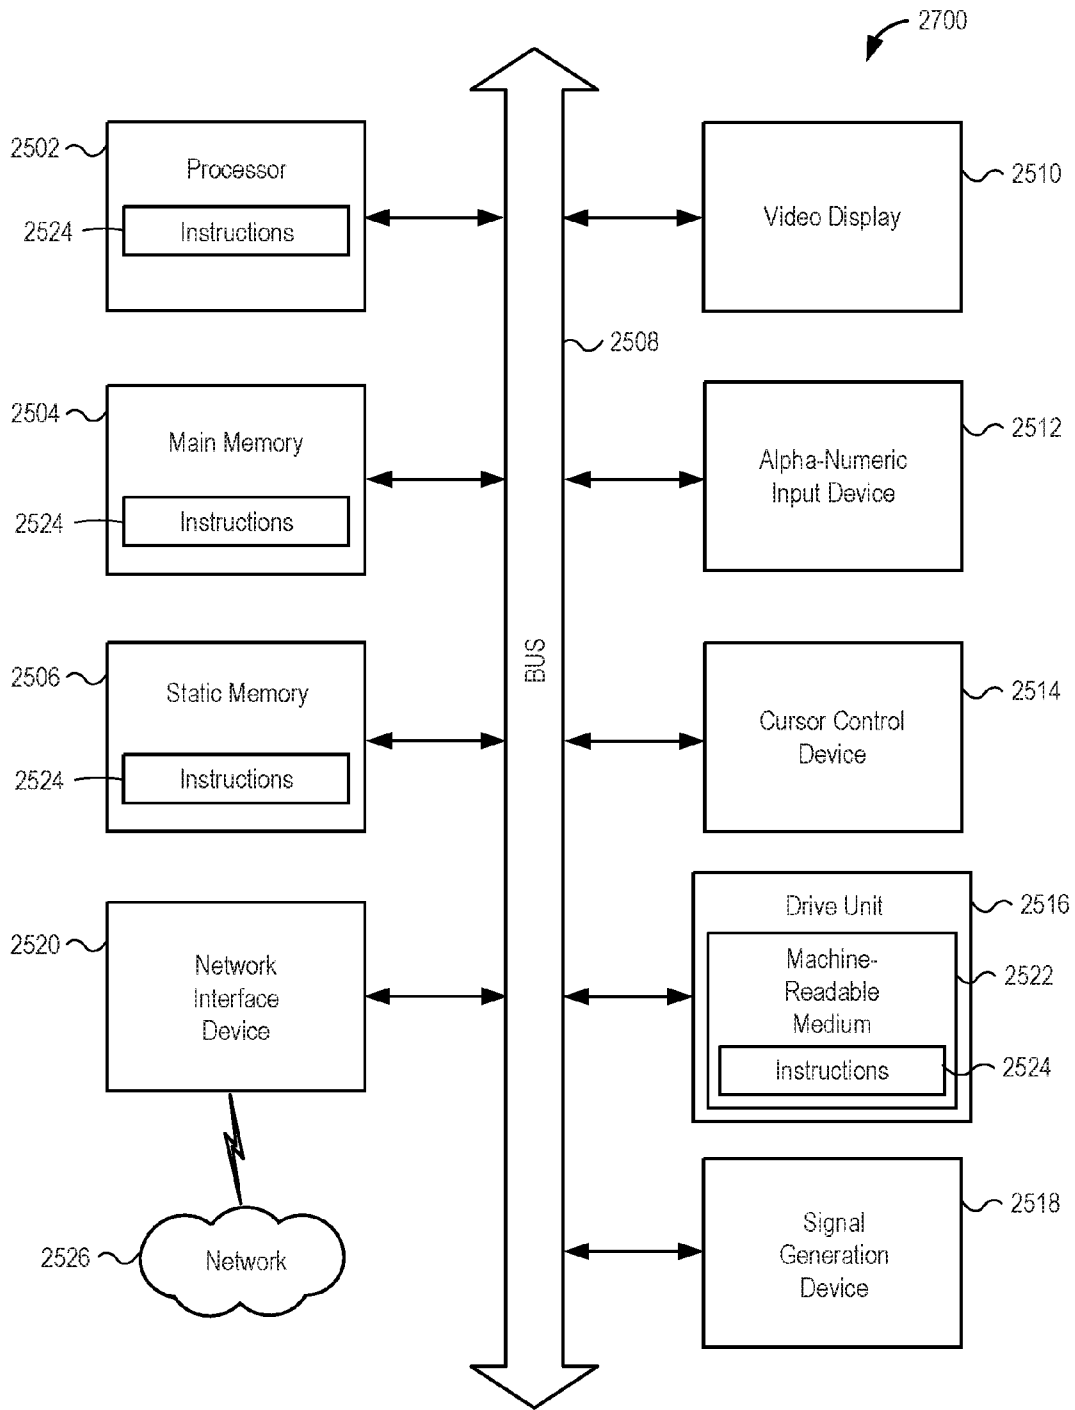 2700
2502
Processor
2524
Instructions
2510
Video Display
2508
2504
Main Memory
2524
Instructions
2512
Alpha-Numeric
Input Device
BUS
2506
Static Memory
2524
Instructions
2514
Cursor Control
Device
2520
Network
Interface
Device
2516
Drive Unit
2522
Machine-
Readable
Medium
Instructions
2524
2526
Network
2518
Signal
Generation
Device